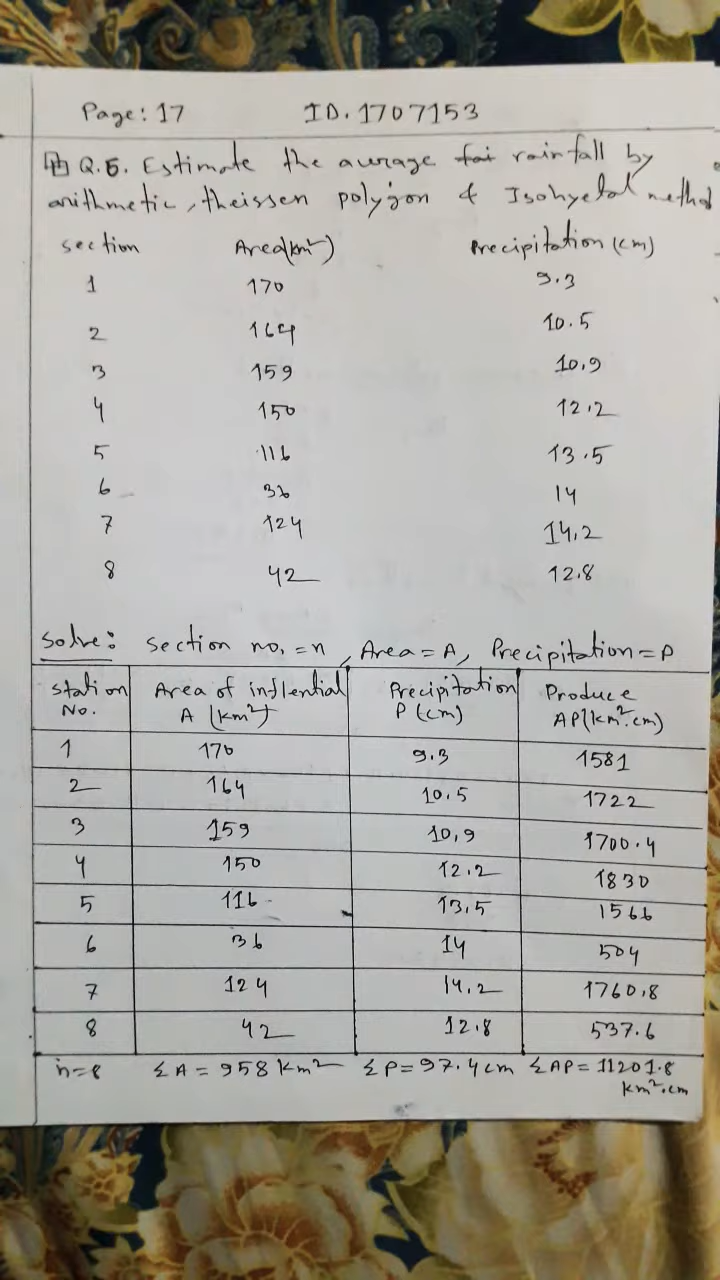 Page: 17 ID. 1707153
Q.5. Estimate the average rainfall by
arithmetic, theissen polygon & Isohyetal method
section Area(km²) Precipitation (cm)
1 170 9.3
2 164 10.5
3 159 10.9
4 150 12.2
5 116 13.5
6 36 14
7 124 14.2
8 42 12.8
Solve: Section no. = n, Area = A, Precipitation = P
Station No. Area of inflential A (km²) Precipitation P (cm) Produce AP(km².cm)
1 170 9.3 1581
2 164 10.5 1722
3 159 10.9 1700.4
4 150 12.2 1830
5 116 13.5 1566
6 36 14 504
7 124 14.2 1760.8
8 42 12.8 537.6
n=8 ΣA = 958 km² ΣP = 97.4 cm ΣAP = 11201.8
km².cm